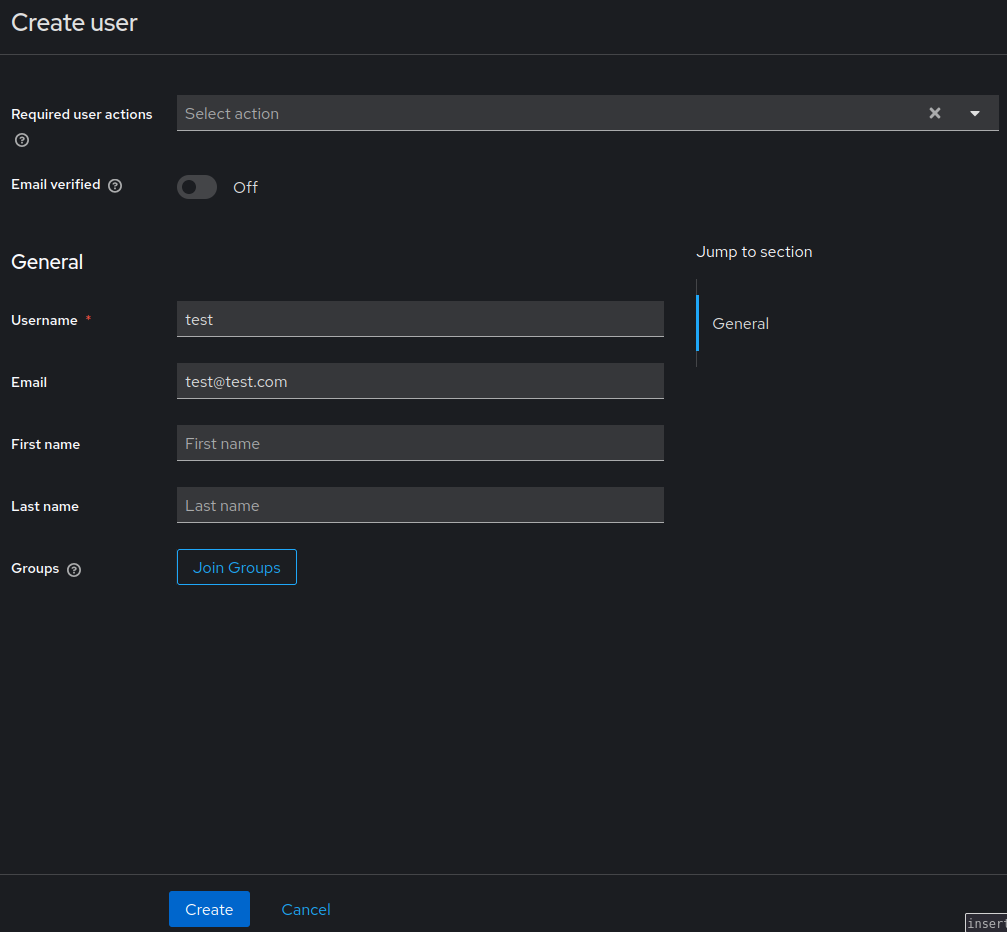 Create user
Required user actions
Select action
Email verified
Off
General
Jump to section
Username *
test
General
Email
test@test.com
First name
First name
Last name
Last name
Groups
Join Groups
Create
Cancel
insert